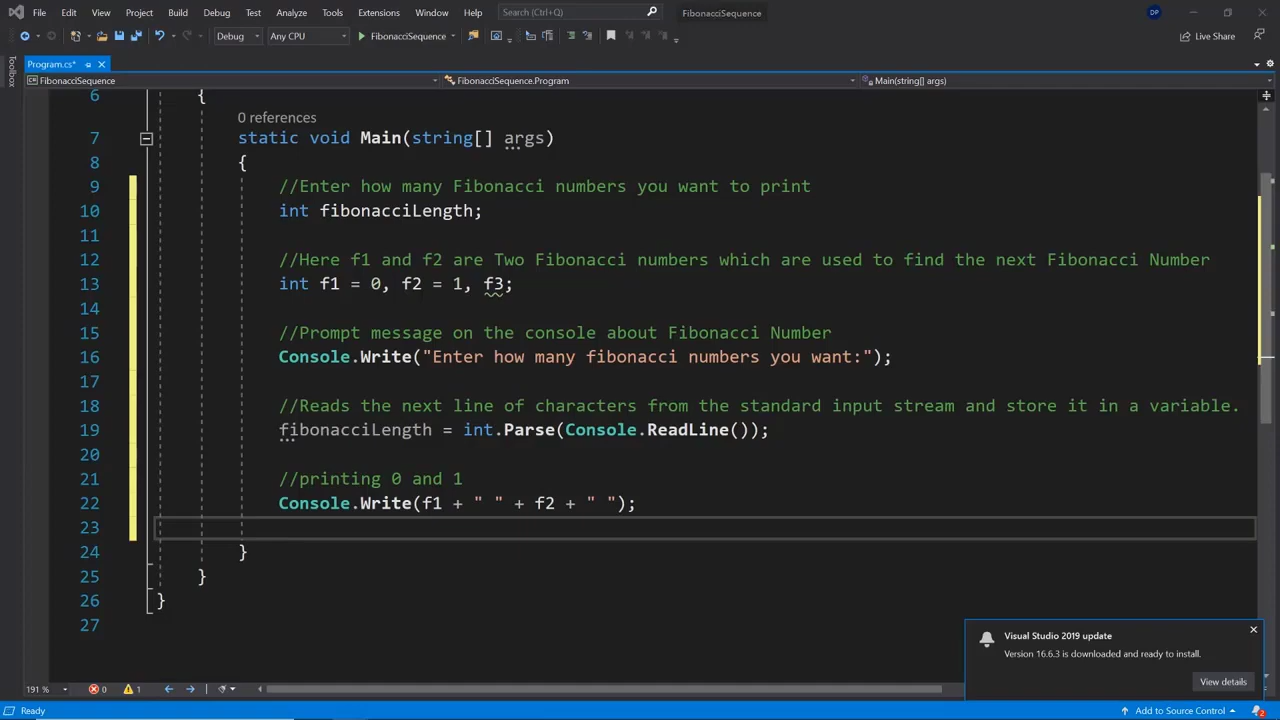 File Edit View Project Build Debug Test Analyze Tools Extensions Window Help Search (Ctrl+Q) FibonacciSequence DP
Debug Any CPU FibonacciSequence Live Share
Toolbox
Program.cs*
FibonacciSequence FibonacciSequence.Program Main(string[] args)
6 {
0 references
7 static void Main(string[] args)
8 {
9 //Enter how many Fibonacci numbers you want to print
10 int fibonacciLength;
11
12 //Here f1 and f2 are Two Fibonacci numbers which are used to find the next Fibonacci Number
13 int f1 = 0, f2 = 1, f3;
14
15 //Prompt message on the console about Fibonacci Number
16 Console.Write("Enter how many fibonacci numbers you want:");
17
18 //Reads the next line of characters from the standard input stream and store it in a variable.
19 fibonacciLength = int.Parse(Console.ReadLine());
20
21 //printing 0 and 1
22 Console.Write(f1 + " " + f2 + " ");
23
24 }
25 }
26 }
27
Visual Studio 2019 update
Version 16.6.3 is downloaded and ready to install.
View details
191 % 0 1
Ready Add to Source Control 2